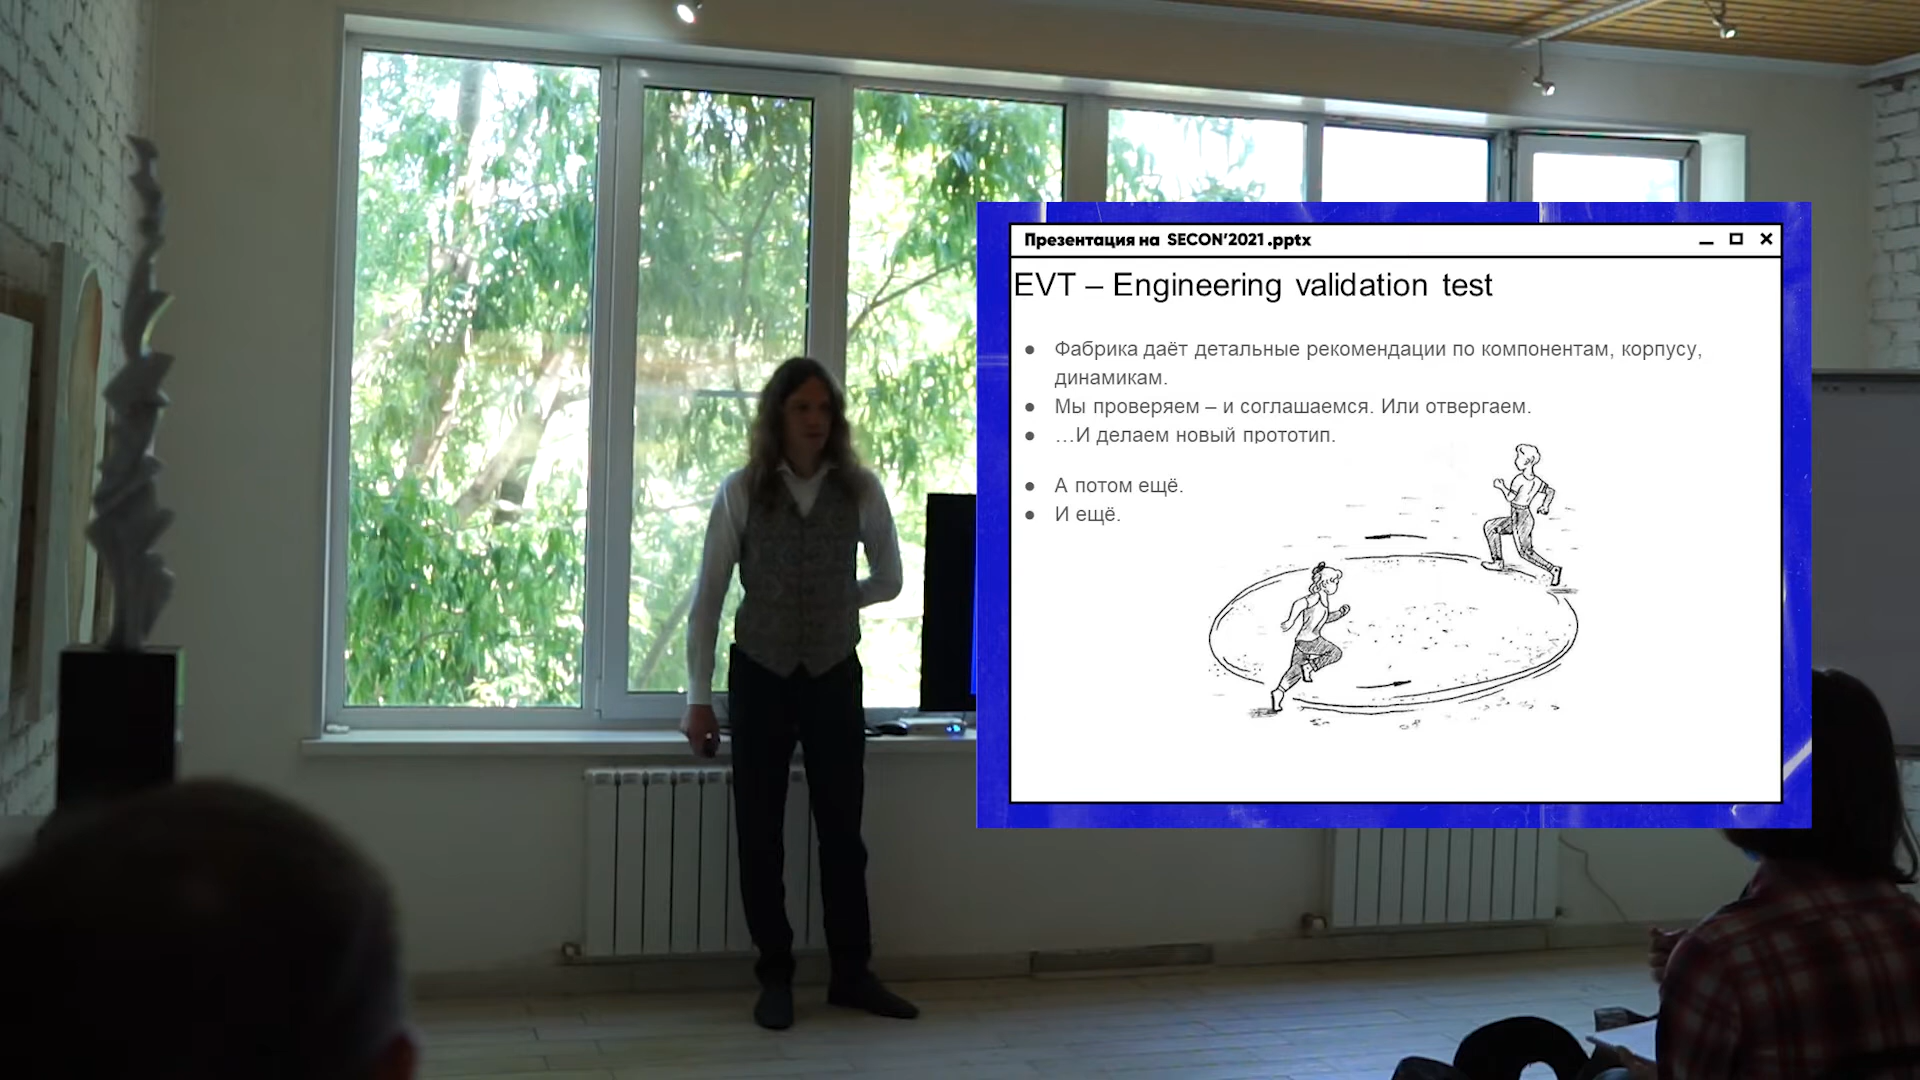 Презентация на SECON'2021.pptx
EVT – Engineering validation test
● Фабрика даёт детальные рекомендации по компонентам, корпусу,
динамикам.
● Мы проверяем – и соглашаемся. Или отвергаем.
● …И делаем новый прототип.
● А потом ещё.
● И ещё.